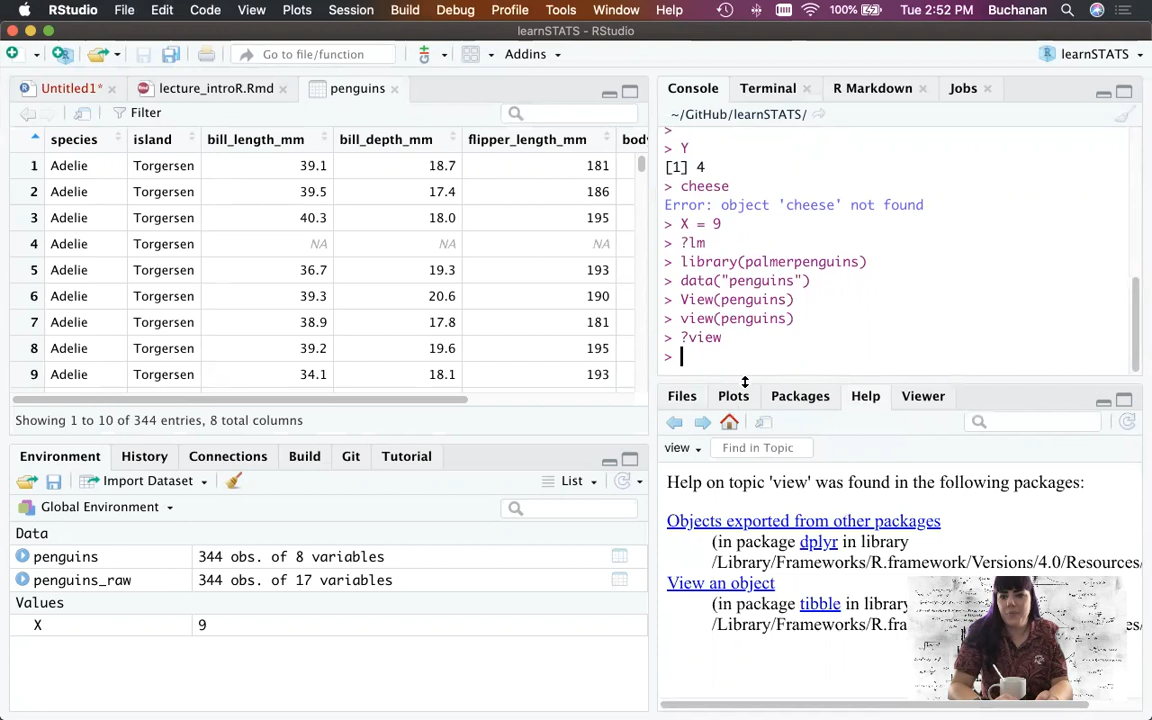 RStudio File Edit Code View Plots Session Build Debug Profile Tools Window Help 100% Tue 2:52 PM Buchanan
learnSTATS - RStudio
Go to file/function Addins learnSTATS
Untitled1* lecture_introR.Rmd penguins
Filter
species island bill_length_mm bill_depth_mm flipper_length_mm body
1 Adelie Torgersen 39.1 18.7 181
2 Adelie Torgersen 39.5 17.4 186
3 Adelie Torgersen 40.3 18.0 195
4 Adelie Torgersen NA NA NA
5 Adelie Torgersen 36.7 19.3 193
6 Adelie Torgersen 39.3 20.6 190
7 Adelie Torgersen 38.9 17.8 181
8 Adelie Torgersen 39.2 19.6 195
9 Adelie Torgersen 34.1 18.1 193
Showing 1 to 10 of 344 entries, 8 total columns
Environment History Connections Build Git Tutorial
Import Dataset List
Global Environment
Data
penguins 344 obs. of 8 variables
penguins_raw 344 obs. of 17 variables
Values
X 9
Console Terminal R Markdown Jobs
~/GitHub/learnSTATS/
>
> Y
[1] 4
> cheese
Error: object 'cheese' not found
> X = 9
> ?lm
> library(palmerpenguins)
> data("penguins")
> View(penguins)
> view(penguins)
> ?view
>
Files Plots Packages Help Viewer
view Find in Topic
Help on topic 'view' was found in the following packages:
Objects exported from other packages
(in package dplyr in library
/Library/Frameworks/R.framework/Versions/4.0/Resources/
View an object
(in package tibble in library
/Library/Frameworks/R.fra